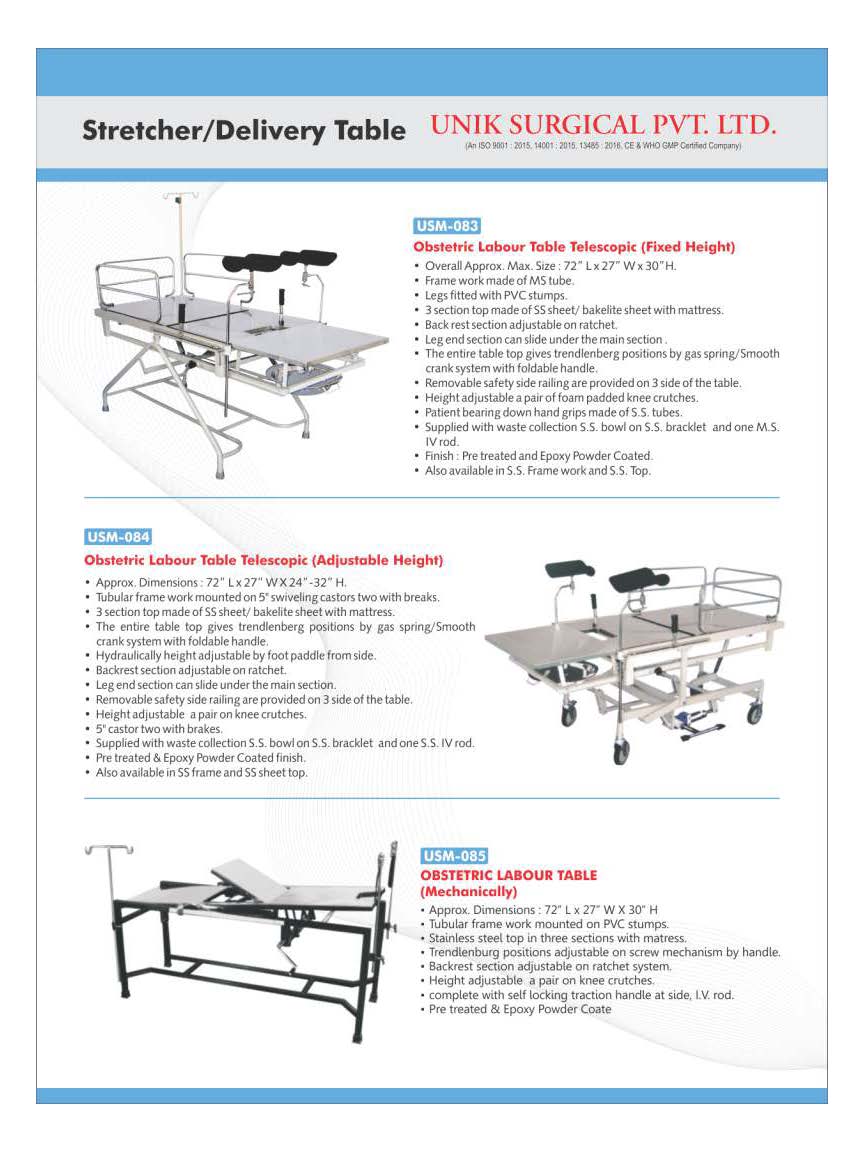 Stretcher/Delivery Table
UNIK SURGICAL PVT. LTD.
(An ISO 9001 : 2015, 14001 : 2015, 13485 : 2016, CE & WHO GMP Certified Company)
USM-083
Obstetric Labour Table Telescopic (Fixed Height)
• Overall Approx. Max. Size : 72” L x 27” W x 30”H.
• Frame work made of MS tube.
• Legs fitted with PVC stumps.
• 3 section top made of SS sheet/ bakelite sheet with mattress.
• Back rest section adjustable on ratchet.
• Leg end section can slide under the main section .
• The entire table top gives trendlenberg positions by gas spring/Smooth
crank system with foldable handle.
• Removable safety side railing are provided on 3 side of the table.
• Height adjustable a pair of foam padded knee crutches.
• Patient bearing down hand grips made of S.S. tubes.
• Supplied with waste collection S.S. bowl on S.S. bracklet and one M.S.
IV rod.
• Finish : Pre treated and Epoxy Powder Coated.
• Also available in S.S. Frame work and S.S. Top.
USM-084
Obstetric Labour Table Telescopic (Adjustable Height)
• Approx. Dimensions : 72” L x 27” W X 24”-32” H.
• Tubular frame work mounted on 5" swiveling castors two with breaks.
• 3 section top made of SS sheet/ bakelite sheet with mattress.
• The entire table top gives trendlenberg positions by gas spring/Smooth
crank system with foldable handle.
• Hydraulically height adjustable by foot paddle from side.
• Backrest section adjustable on ratchet.
• Leg end section can slide under the main section.
• Removable safety side railing are provided on 3 side of the table.
• Height adjustable a pair on knee crutches.
• 5" castor two with brakes.
• Supplied with waste collection S.S. bowl on S.S. bracklet and one S.S. IV rod.
• Pre treated & Epoxy Powder Coated finish.
• Also available in SS frame and SS sheet top.
USM-085
OBSTETRIC LABOUR TABLE
(Mechanically)
• Approx. Dimensions : 72” L x 27” W X 30” H
• Tubular frame work mounted on PVC stumps.
• Stainless steel top in three sections with matress.
• Trendlenburg positions adjustable on screw mechanism by handle.
• Backrest section adjustable on ratchet system.
• Height adjustable a pair on knee crutches.
• complete with self locking traction handle at side, I.V. rod.
• Pre treated & Epoxy Powder Coate